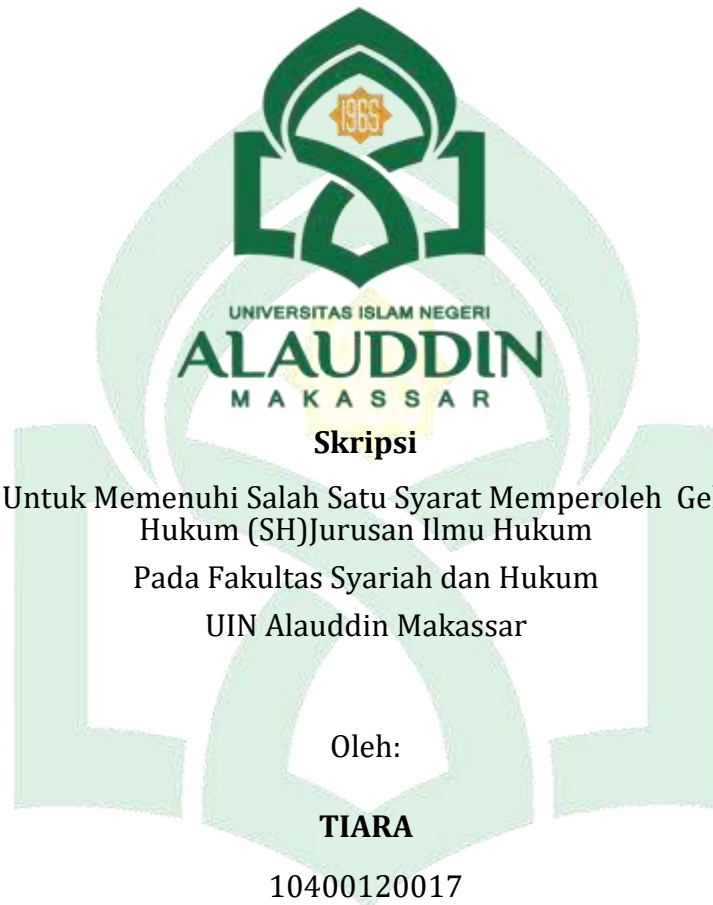 1965
UNIVERSITAS ISLAM NEGERI
ALAUDDIN
MAKASSAR
Skripsi
Untuk Memenuhi Salah Satu Syarat Memperoleh
Hukum (SH)Jurusan Ilmu Hukum
Pada Fakultas Syariah dan Hukum
UIN Alauddin Makassar
Oleh:
TIARA
10400120017